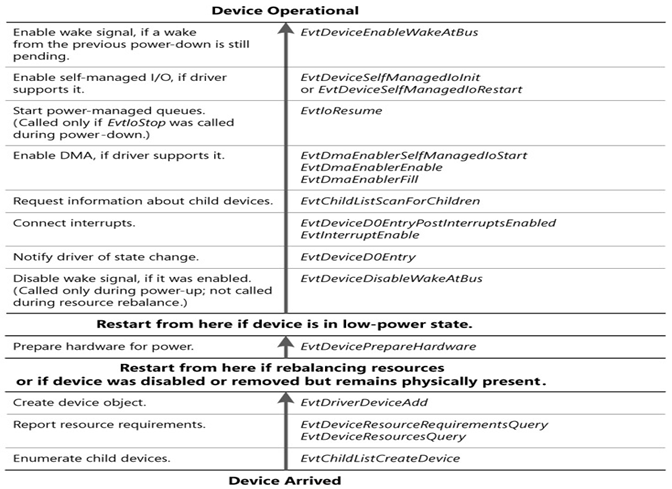 Device Operational
Enable wake signal, if a wake
from the previous power-down is still
pending.
EvtDeviceEnableWakeAtBus
Enable self-managed I/O, if driver
supports it.
EvtDeviceSelfManagedIoInit
or EvtDeviceSelfManagedIoRestart
Start power-managed queues.
(Called only if EvtIoStop was called
during power-down.)
EvtIoResume
Enable DMA, if driver supports it.
EvtDmaEnablerSelfManagedIoStart
EvtDmaEnablerEnable
EvtDmaEnablerFill
Request information about child devices.
EvtChildListScanForChildren
Connect interrupts.
EvtDeviceD0EntryPostInterruptsEnabled
EvtInterruptEnable
Notify driver of state change.
EvtDeviceD0Entry
Disable wake signal, if it was enabled.
(Called only during power-up; not called
during resource rebalance.)
EvtDeviceDisableWakeAtBus
Restart from here if device is in low-power state.
Prepare hardware for power.
EvtDevicePrepareHardware
Restart from here if rebalancing resources
or if device was disabled or removed but remains physically present.
Create device object.
EvtDriverDeviceAdd
Report resource requirements.
EvtDeviceResourceRequirementsQuery
EvtDeviceResourcesQuery
Enumerate child devices.
EvtChildListCreateDevice
Device Arrived